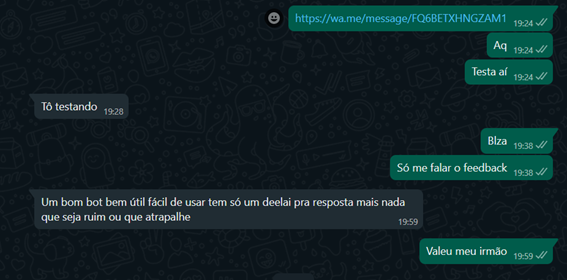 https://wa.me/message/FQ6BETXHNGZAM1 19:24
Aq 19:24
Testa aí 19:24
Tô testando 19:28
Blza 19:38
Só me falar o feedback 19:38
Um bom bot bem útil fácil de usar tem só um deelai pra resposta mais nada
que seja ruim ou que atrapalhe 19:59
Valeu meu irmão 19:59